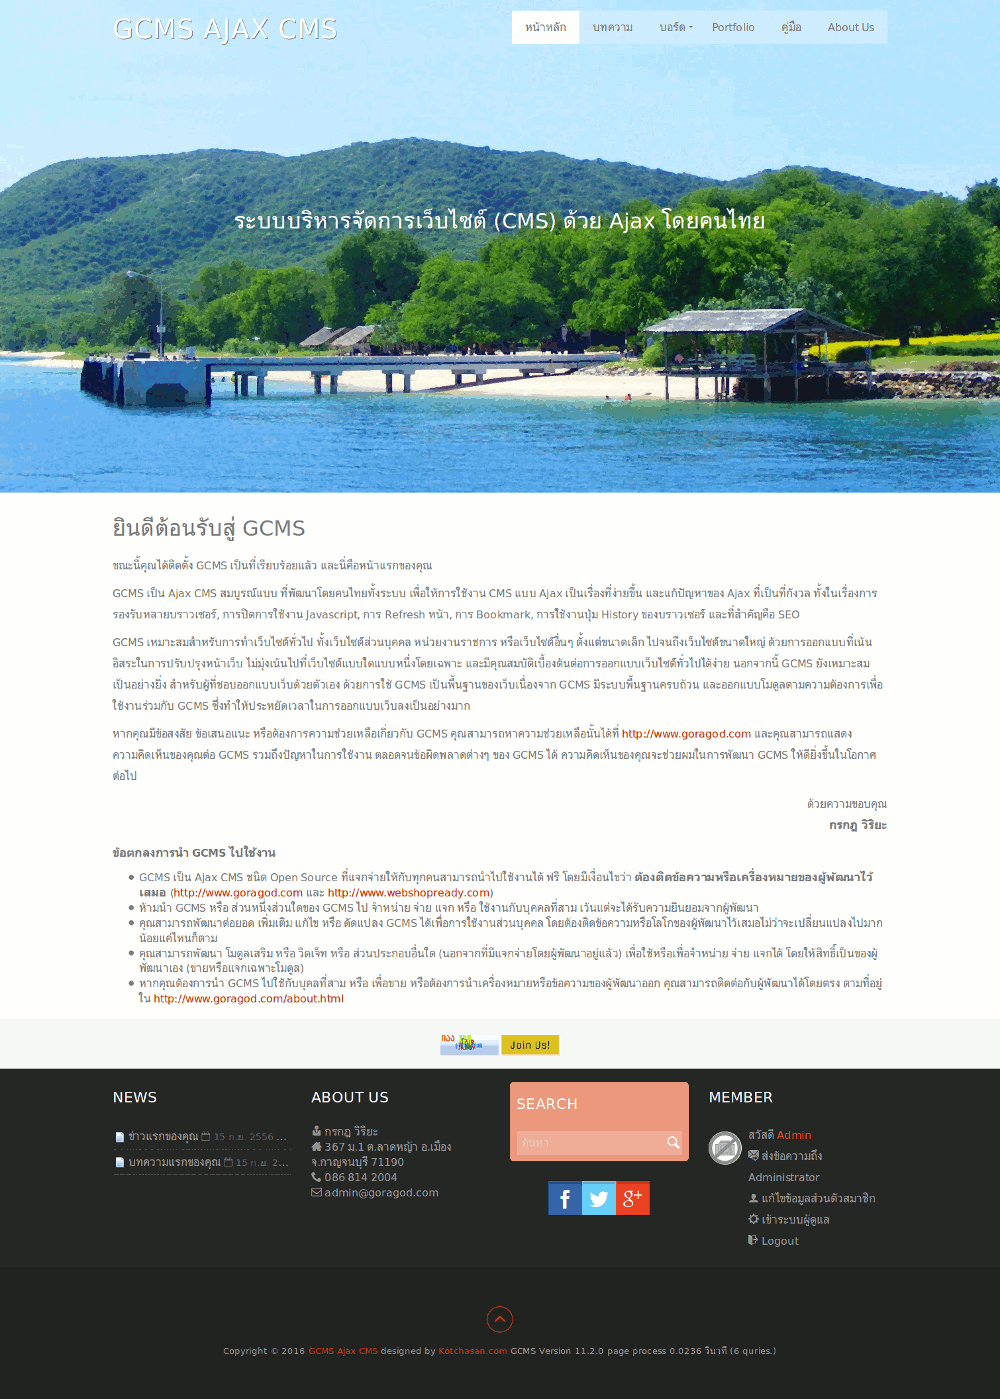 GCMS AJAX CMS
หน้าหลัก บทความ บอร์ด Portfolio คู่มือ About Us
ระบบบริหารจัดการเว็บไซต์ (CMS) ด้วย Ajax โดยคนไทย
ยินดีต้อนรับสู่ GCMS
ขณะนี้คุณได้ติดตั้ง GCMS เป็นที่เรียบร้อยแล้ว และนี่คือหน้าแรกของคุณ
GCMS เป็น Ajax CMS สมบูรณ์แบบ ที่พัฒนาโดยคนไทยทั้งระบบ เพื่อให้การใช้งาน CMS แบบ Ajax เป็นเรื่องที่ง่ายขึ้น และแก้ปัญหาของ Ajax ที่เป็นที่กังวล ทั้งในเรื่องการ
รองรับหลายบราวเซอร์, การปิดการใช้งาน Javascript, การ Refresh หน้า, การ Bookmark, การใช้งานปุ่ม History ของบราวเซอร์ และที่สำคัญคือ SEO
GCMS เหมาะสมสำหรับการทำเว็บไซต์ทั่วไป ทั้งเว็บไซต์ส่วนบุคคล หน่วยงานราชการ หรือเว็บไซต์อื่นๆ ตั้งแต่ขนาดเล็ก ไปจนถึงเว็บไซต์ขนาดใหญ่ ด้วยการออกแบบที่เน้น
อิสระในการปรับปรุงหน้าเว็บ ไม่มุ่งเน้นไปที่เว็บไซต์แบบใดแบบหนึ่งโดยเฉพาะ และมีคุณสมบัติเบื้องต้นต่อการออกแบบเว็บไซต์ทั่วไปได้ง่าย นอกจากนี้ GCMS ยังเหมาะสม
เป็นอย่างยิ่ง สำหรับผู้ที่ชอบออกแบบเว็บด้วยตัวเอง ด้วยการใช้ GCMS เป็นพื้นฐานของเว็บเนื่องจาก GCMS มีระบบพื้นฐานครบถ้วน และออกแบบโมดูลตามความต้องการเพื่อ
ใช้งานร่วมกับ GCMS ซึ่งทำให้ประหยัดเวลาในการออกแบบเว็บลงเป็นอย่างมาก
หากคุณมีข้อสงสัย ข้อเสนอแนะ หรือต้องการความช่วยเหลือเกี่ยวกับ GCMS คุณสามารถหาความช่วยเหลือนั้นได้ที่ http://www.goragod.com และคุณสามารถแสดง
ความคิดเห็นของคุณต่อ GCMS รวมถึงปัญหาในการใช้งาน ตลอดจนข้อผิดพลาดต่างๆ ของ GCMS ได้ ความคิดเห็นของคุณจะช่วยผมในการพัฒนา GCMS ให้ดียิ่งขึ้นในโอกาส
ต่อไป
ด้วยความขอบคุณ
กรกฎ วิริยะ
ข้อตกลงการนำ GCMS ไปใช้งาน
GCMS เป็น Ajax CMS ชนิด Open Source ที่แจกจ่ายให้กับทุกคนสามารถนำไปใช้งานได้ ฟรี โดยมีเงื่อนไขว่า ต้องติดข้อความหรือเครื่องหมายของผู้พัฒนาไว้
เสมอ (http://www.goragod.com และ http://www.webshopready.com)
ห้ามนำ GCMS หรือ ส่วนหนึ่งส่วนใดของ GCMS ไป จำหน่าย จ่าย แจก หรือ ใช้งานกับบุคคลที่สาม เว้นแต่จะได้รับความยินยอมจากผู้พัฒนา
คุณสามารถพัฒนาต่อยอด เพิ่มเติม แก้ไข หรือ ดัดแปลง GCMS ได้เพื่อการใช้งานส่วนบุคคล โดยต้องติดข้อความหรือโลโกของผู้พัฒนาไว้เสมอไม่ว่าจะเปลี่ยนแปลงไปมาก
น้อยแค่ไหนก็ตาม
คุณสามารถพัฒนา โมดูลเสริม หรือ วิดเจ็ท หรือ ส่วนประกอบอื่นใด (นอกจากที่มีแจกจ่ายโดยผู้พัฒนาอยู่แล้ว) เพื่อใช้หรือเพื่อจำหน่าย จ่าย แจกได้ โดยให้สิทธิ์เป็นของผู้
พัฒนาเอง (ขายหรือแจกเฉพาะโมดูล)
หากคุณต้องการนำ GCMS ไปใช้กับบุคลที่สาม หรือ เพื่อขาย หรือต้องการนำเครื่องหมายหรือข้อความของผู้พัฒนาออก คุณสามารถติดต่อกับผู้พัฒนาได้โดยตรง ตามที่อยู่
ใน http://www.goragod.com/about.html
Join Us!
NEWS
ข่าวแรกของคุณ 15 ก.ย. 2556 ...
บทความแรกของคุณ 15 ก.ย. 2...
ABOUT US
กรกฎ วิริยะ
367 ม.1 ต.ลาดหญ้า อ.เมือง
จ.กาญจนบุรี 71190
086 814 2004
admin@goragod.com
SEARCH
ค้นหา
MEMBER
สวัสดี Admin
ส่งข้อความถึง
Administrator
แก้ไขข้อมูลส่วนตัวสมาชิก
เข้าระบบผู้ดูแล
Logout
Copyright © 2016 GCMS Ajax CMS designed by Kotchasan.com GCMS Version 11.2.0 page process 0.0236 วินาที (6 quries.)